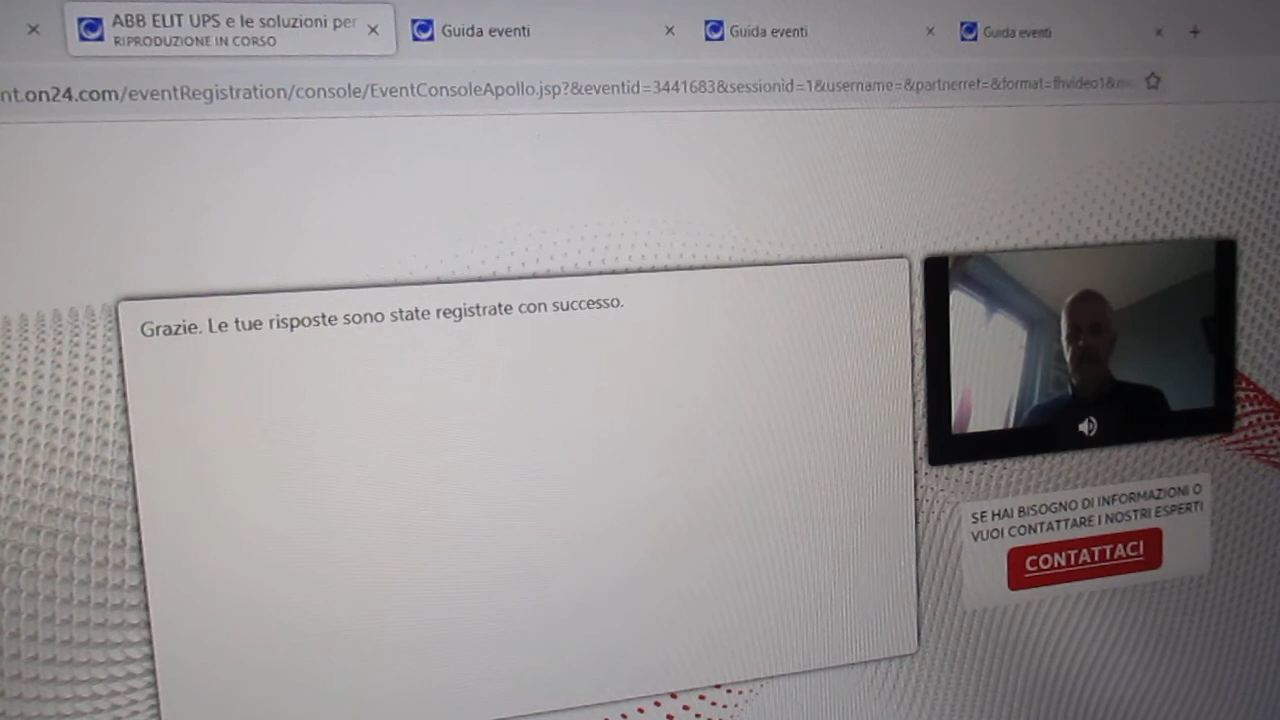 ABB ELIT UPS e le soluzioni per
RIPRODUZIONE IN CORSO
Guida eventi
Guida eventi
Guida eventi
nt.on24.com/eventRegistration/console/EventConsoleApollo.jsp?&eventid=3441683&sessionid=1&username=&partnerref=&format=fhvideo1&
Grazie. Le tue risposte sono state registrate con successo.
SE HAI BISOGNO DI INFORMAZIONI O
VUOI CONTATTARE I NOSTRI ESPERTI
CONTATTACI